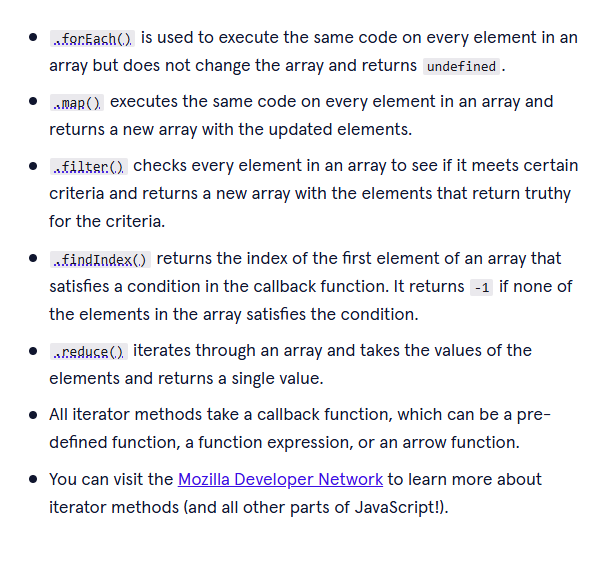 .forEach() is used to execute the same code on every element in an
array but does not change the array and returns undefined.
.map() executes the same code on every element in an array and
returns a new array with the updated elements.
.filter() checks every element in an array to see if it meets certain
criteria and returns a new array with the elements that return truthy
for the criteria.
.findIndex() returns the index of the first element of an array that
satisfies a condition in the callback function. It returns -1 if none of
the elements in the array satisfies the condition.
.reduce() iterates through an array and takes the values of the
elements and returns a single value.
All iterator methods take a callback function, which can be a pre-
defined function, a function expression, or an arrow function.
You can visit the Mozilla Developer Network to learn more about
iterator methods (and all other parts of JavaScript!).